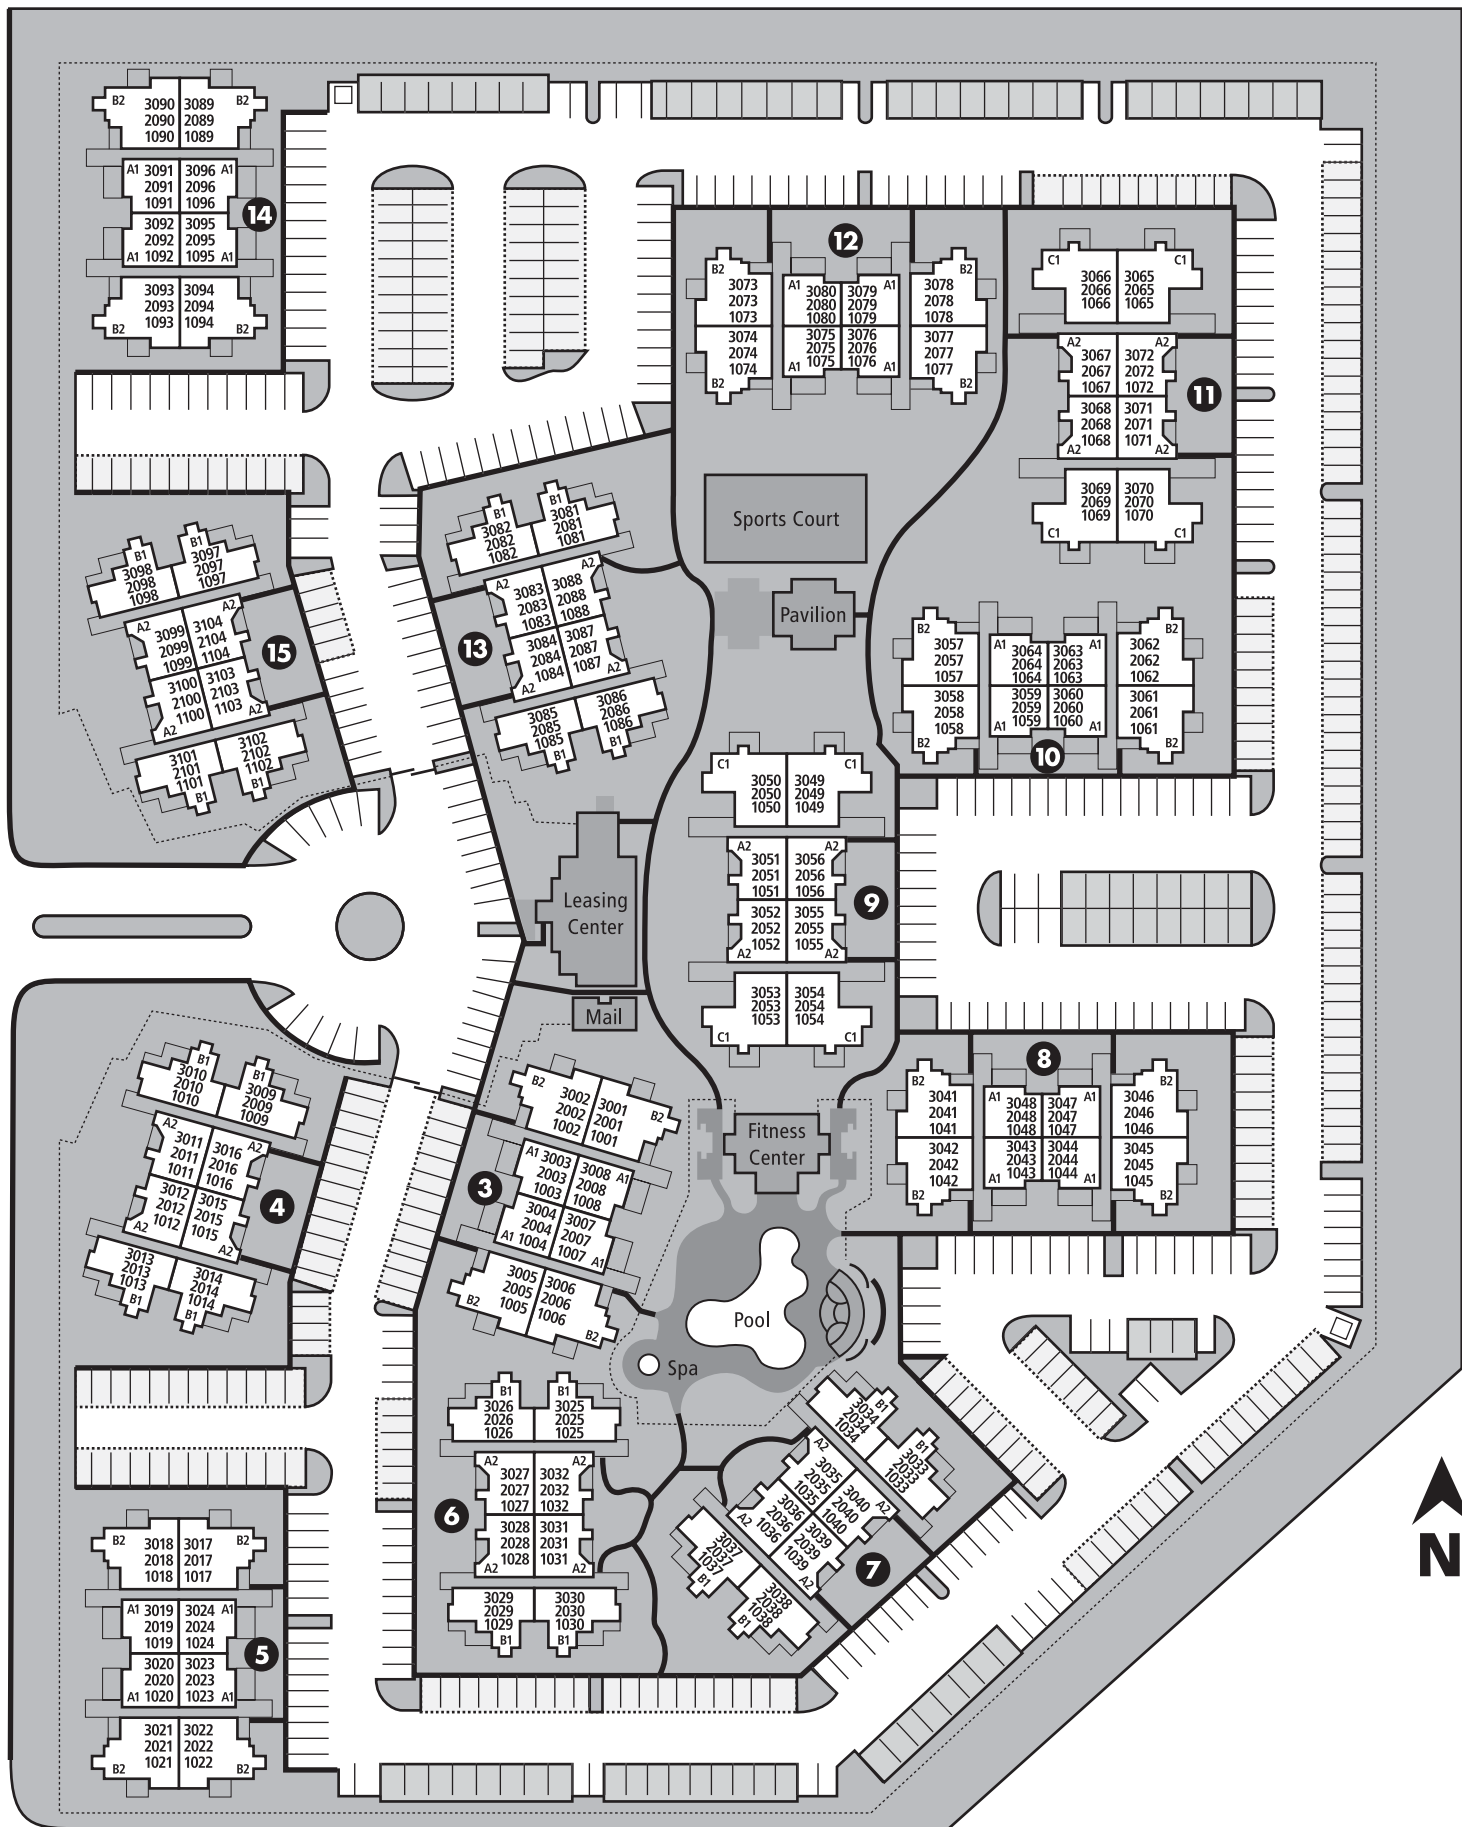 B2
3090
2090
1090
3089
2089
1089
B2
A1
3091
2091
1091
3096
2096
1096
A1
14
3092
2092
A1 1092
3095
2095
1095 A1
3093
2093
B2 1093
3094
2094
1094 B2
12
B2
3073
2073
1073
3074
2074
1074
B2
A1
3080
2080
1080
3079
2079
1079
A1
3075
2075
1075
A1
3076
2076
1076
A1
B2
3078
2078
1078
3077
2077
1077
B2
C1
3066
2066
1066
3065
2065
1065
C1
A2
3067
2067
1067
A2
3072
2072
1072
11
3068
2068
1068
A2
3071
2071
1071
A2
3069
2069
1069
C1
3070
2070
1070
C1
Sports Court
Pavilion
B1
3082
2082
1082
B1
3081
2081
1081
A2
3083
2083
1083
A2
3088
2088
1088
13
3084
2084
1084
A2
3087
2087
1087
A2
3085
2085
1085
B1
3086
2086
1086
B1
B1
3098
2098
1098
B1
3097
2097
1097
A2
3099
2099
1099
A2
3104
2104
1104
15
3100
2100
1100
A2
3103
2103
1103
A2
3101
2101
1101
B1
3102
2102
1102
B1
B2
3057
2057
1057
3058
2058
1058
B2
A1
3064
2064
1064
3063
2063
1063
A1
3059
2059
1059
A1
3060
2060
1060
A1
B2
3062
2062
1062
3061
2061
1061
B2
10
C1
3050
2050
1050
3049
2049
1049
C1
A2
3051
2051
1051
A2
3056
2056
1056
9
3052
2052
1052
A2
3055
2055
1055
A2
3053
2053
1053
C1
3054
2054
1054
C1
Leasing
Center
Mail
8
B2
3041
2041
1041
3042
2042
1042
B2
A1
3048
2048
1048
3047
2047
1047
A1
3043
2043
1043
A1
3044
2044
1044
A1
B2
3046
2046
1046
3045
2045
1045
B2
Fitness
Center
B1
3010
2010
1010
B1
3009
2009
1009
A2
3011
2011
1011
A2
3016
2016
1016
4
3012
2012
1012
A2
3015
2015
1015
A2
3013
2013
1013
B1
3014
2014
1014
B1
B2
3002
2002
1002
3001
2001
1001
B2
A1
3003
2003
1003
3008
2008
1008
A1
3
3004
2004
1004
A1
3007
2007
1007
A1
3005
2005
1005
B2
3006
2006
1006
B2
Pool
Spa
B1
3026
2026
1026
B1
3025
2025
1025
A2
3027
2027
1027
A2
3032
2032
1032
6
3028
2028
1028
A2
3031
2031
1031
A2
3029
2029
1029
B1
3030
2030
1030
B1
B1
3034
2034
1034
B1
3033
2033
1033
A2
3035
2035
1035
A2
3040
2040
1040
A2
3036
2036
1036
3039
2039
1039
A2
7
3037
2037
1037
B1
3038
2038
1038
B1
N
B2
3018
2018
1018
3017
2017
1017
B2
A1 3019
2019
1019
3024 A1
2024
1024
5
3020
2020
A1 1020
3023
2023
1023 A1
3021
2021
1021
B2
3022
2022
1022
B2